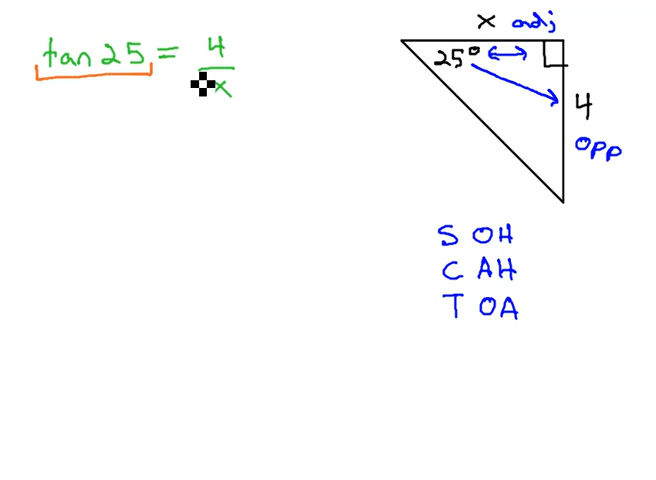 tan 25 = 4/x
x adj
25°
4
opp
S OH
C AH
T OA